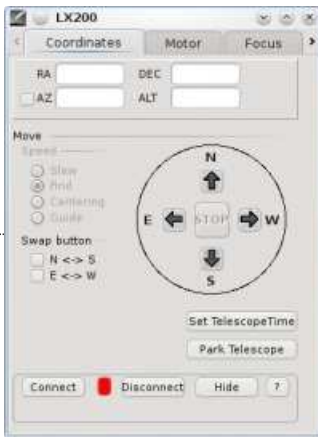 LX200
Coordinates Motor Focus
RA DEC
AZ ALT
Move
Speed
Slew
Find
Centering
Guide
N
E STOP W
S
Swap button
N <-> S
E <-> W
Set TelescopeTime
Park Telescope
Connect Disconnect Hide ?